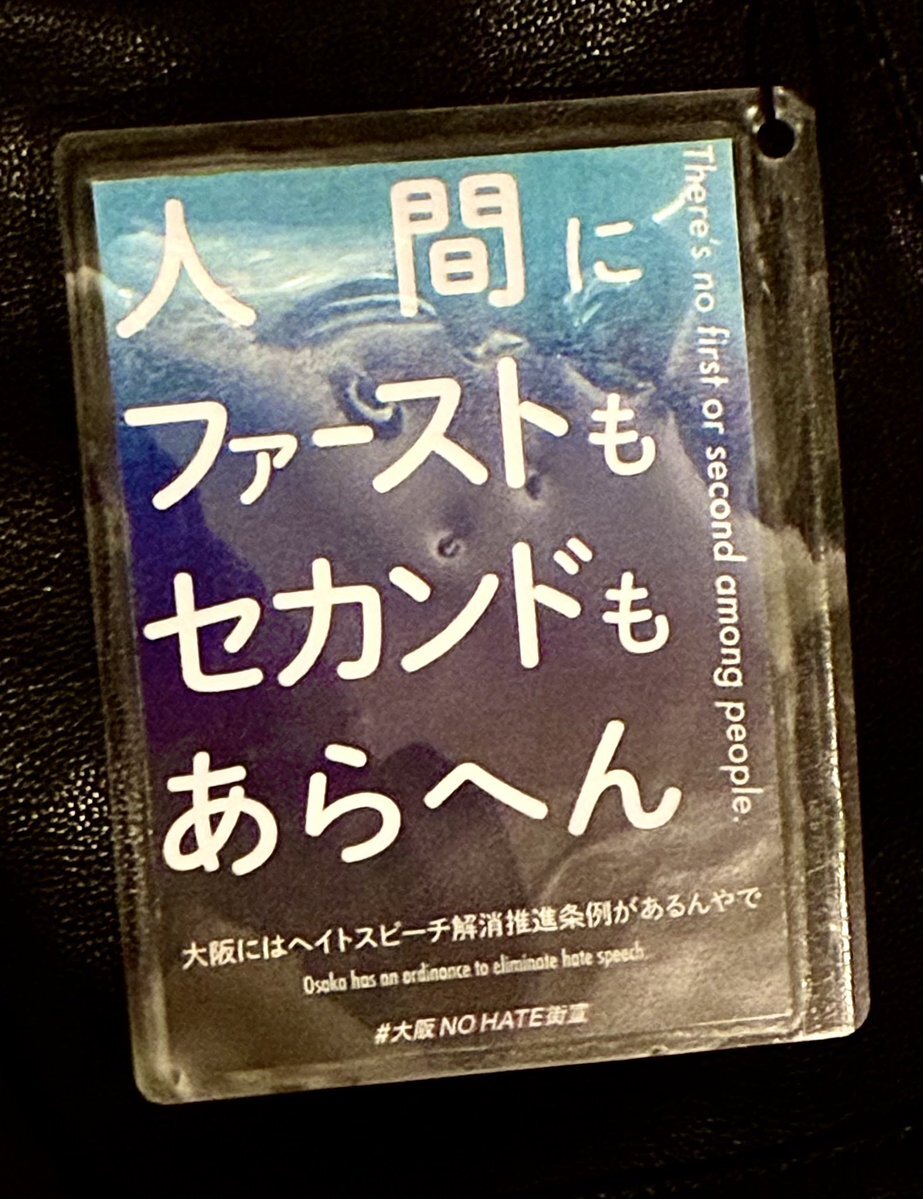 人間に
ファーストも
セカンドも
あらへん
There's no first or second among people.
大阪にはヘイトスピーチ解消推進条例があるんやで
Osaka has an ordinance to eliminate hate speech.
#大阪NO HATE街宣